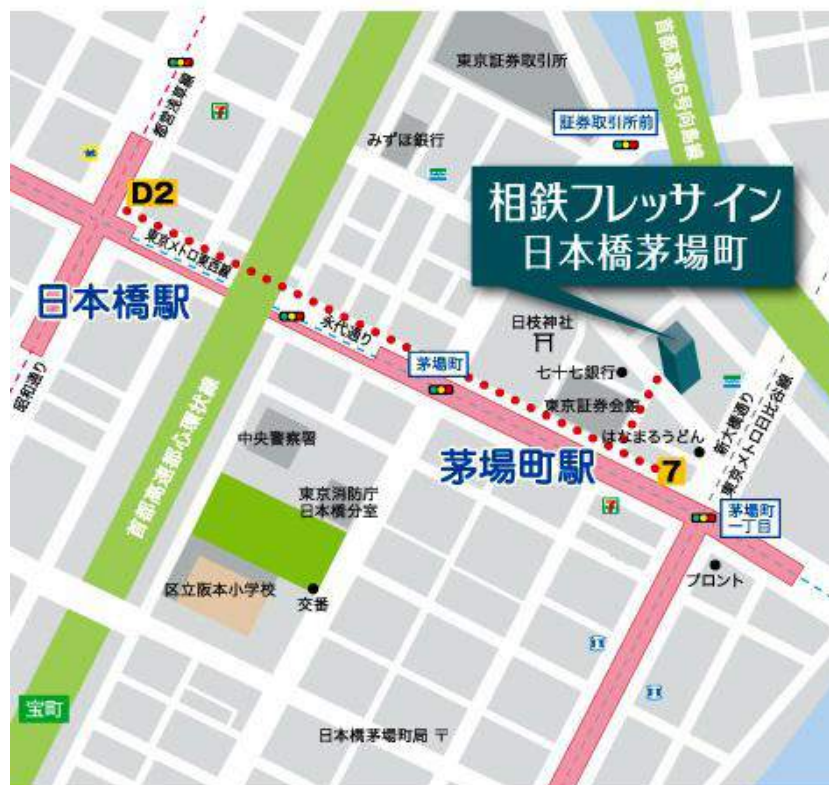 東京証券取引所
首都高速6号向島線
都営浅草線
7
みずほ銀行
証券取引所前
D2
相鉄フレッサイン
日本橋茅場町
東京メトロ東西線
日本橋駅
永代通り
日枝神社
茅場町
七十七銀行
昭和通り
東京証券会館
新大橋通り
東京メトロ日比谷線
はなまるうどん
中央警察署
茅場町駅
7
首都高速都心環状線
東京消防庁
日本橋分室
7
茅場町
一丁目
区立阪本小学校
交番
プロント
宝町
日本橋茅場町局 〒